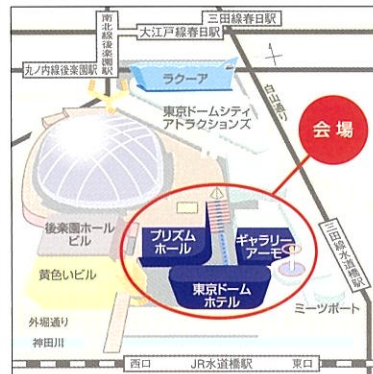 三田線春日駅
大江戸線春日駅
南北線後楽園駅
丸ノ内線後楽園駅
ラクーア
白山通り
東京ドームシティ
アトラクションズ
会場
後楽園ホール
ビル
プリズム
ホール
ギャラリー
アーモ
三田線水道橋駅
黄色いビル
東京ドーム
ホテル
ミーツポート
外堀通り
神田川
西口
JR水道橋駅
東口